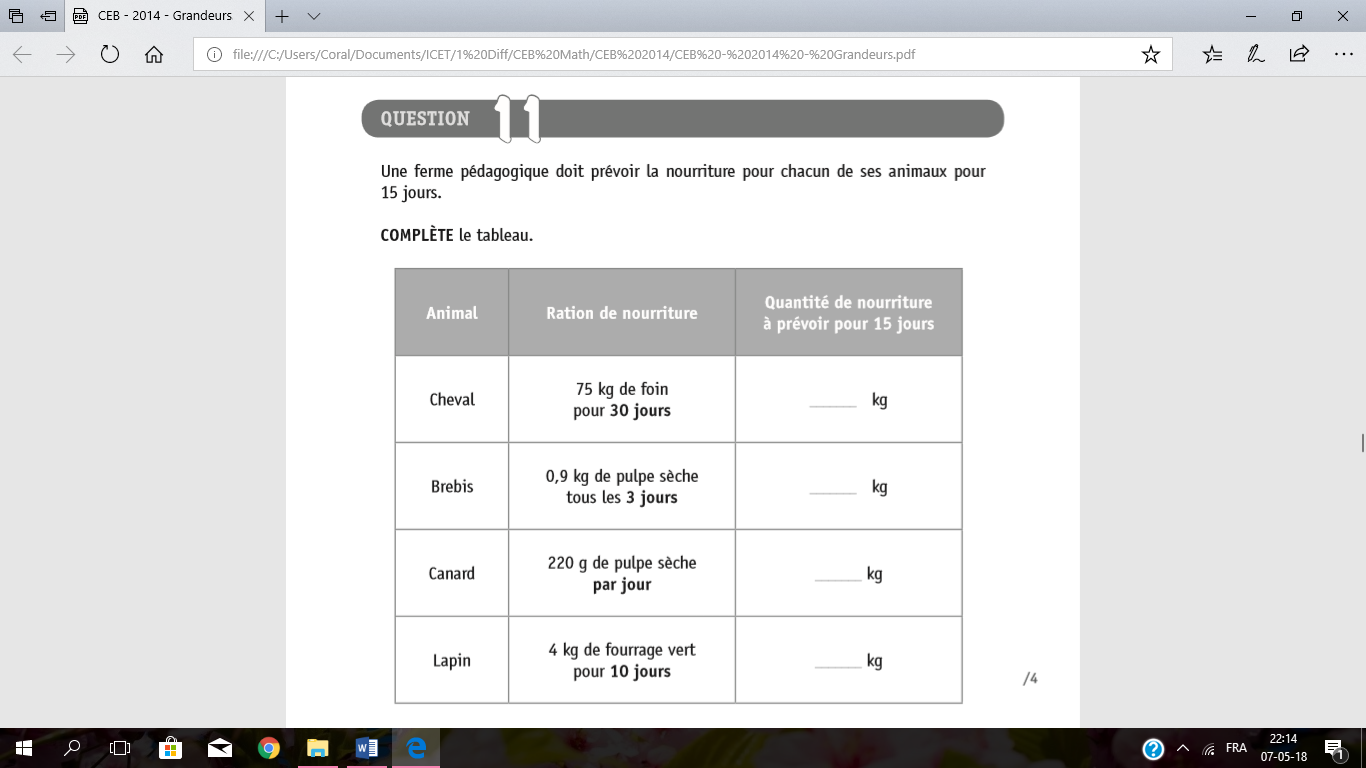 CEB - 2014 - Grandeurs
file:///C:/Users/Coral/Documents/ICET/1%20Diff/CEB%20Math/CEB%202014/CEB%20-%202014%20-%20Grandeurs.pdf
QUESTION 11
Une ferme pédagogique doit prévoir la nourriture pour chacun de ses animaux pour
15 jours.
COMPLÈTE le tableau.
Animal
Ration de nourriture
Quantité de nourriture
à prévoir pour 15 jours
Cheval
75 kg de foin
pour 30 jours
______ kg
Brebis
0,9 kg de pulpe sèche
tous les 3 jours
______ kg
Canard
220 g de pulpe sèche
par jour
______ kg
Lapin
4 kg de fourrage vert
pour 10 jours
______ kg
/4
FRA
22:14
07-05-18
1